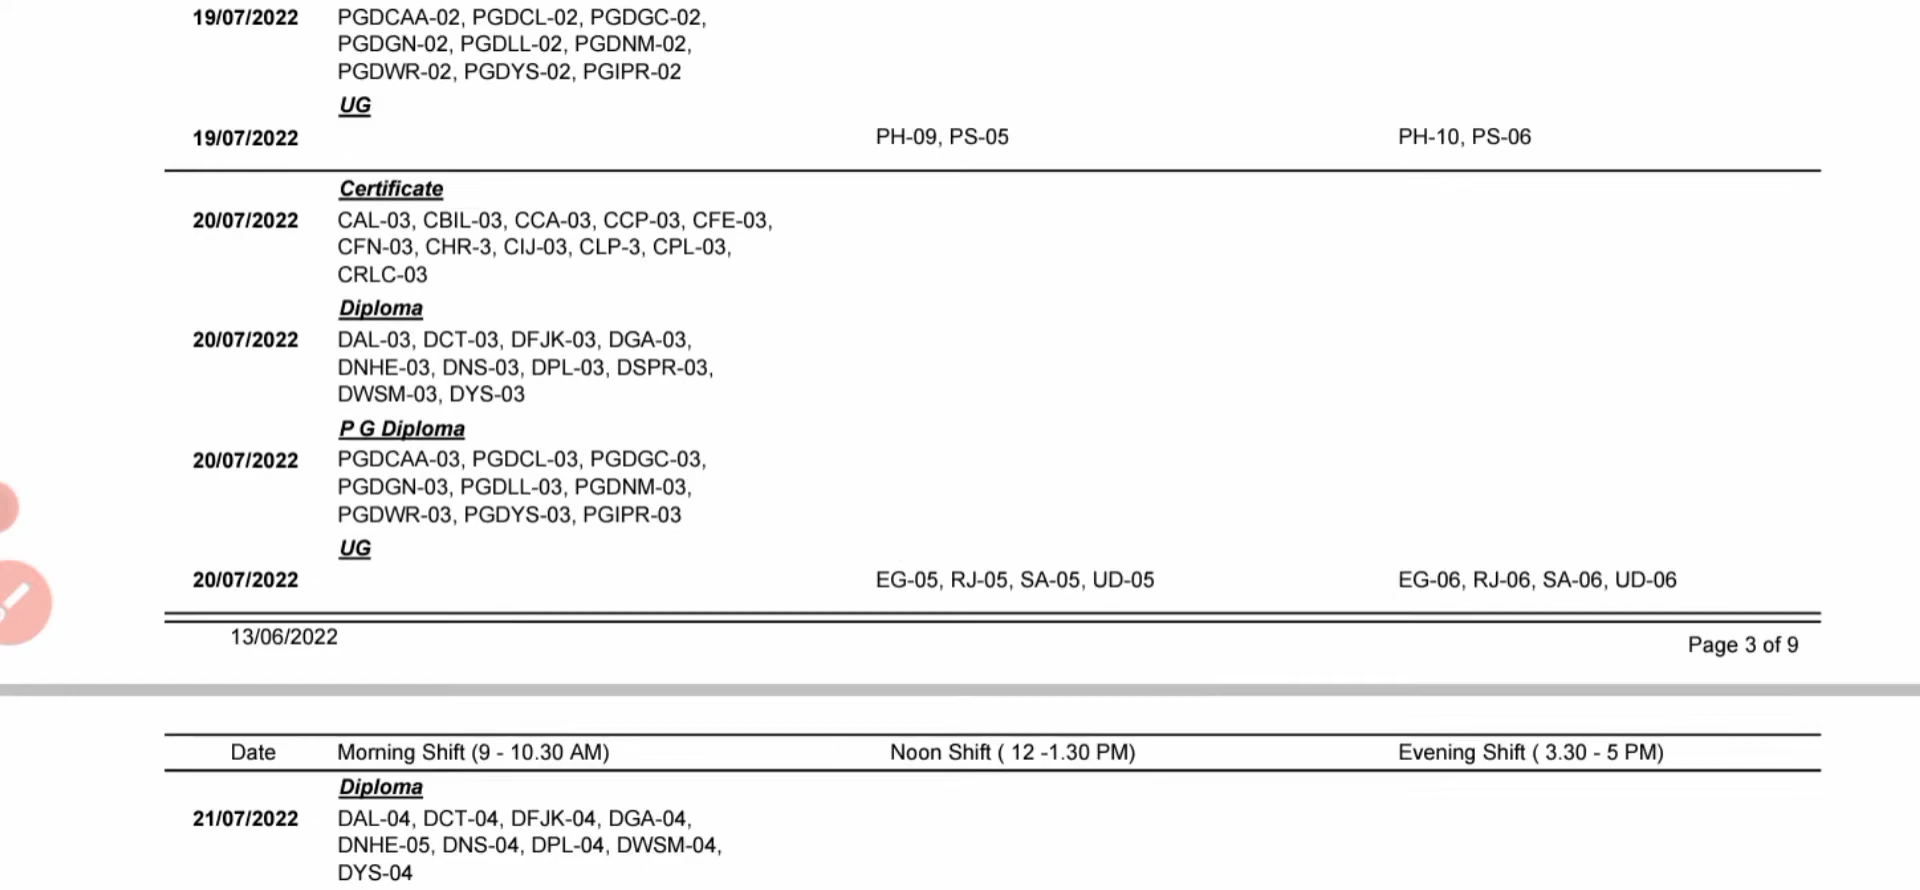 19/07/2022 PGDCAA-02, PGDCL-02, PGDGC-02,
PGDGN-02, PGDLL-02, PGDNM-02,
PGDWR-02, PGDYS-02, PGIPR-02
UG
19/07/2022 PH-09, PS-05 PH-10, PS-06
Certificate
20/07/2022 CAL-03, CBIL-03, CCA-03, CCP-03, CFE-03,
CFN-03, CHR-3, CIJ-03, CLP-3, CPL-03,
CRLC-03
Diploma
20/07/2022 DAL-03, DCT-03, DFJK-03, DGA-03,
DNHE-03, DNS-03, DPL-03, DSPR-03,
DWSM-03, DYS-03
P G Diploma
20/07/2022 PGDCAA-03, PGDCL-03, PGDGC-03,
PGDGN-03, PGDLL-03, PGDNM-03,
PGDWR-03, PGDYS-03, PGIPR-03
UG
20/07/2022 EG-05, RJ-05, SA-05, UD-05 EG-06, RJ-06, SA-06, UD-06
13/06/2022 Page 3 of 9
Date Morning Shift (9 - 10.30 AM) Noon Shift ( 12 -1.30 PM) Evening Shift ( 3.30 - 5 PM)
Diploma
21/07/2022 DAL-04, DCT-04, DFJK-04, DGA-04,
DNHE-05, DNS-04, DPL-04, DWSM-04,
DYS-04